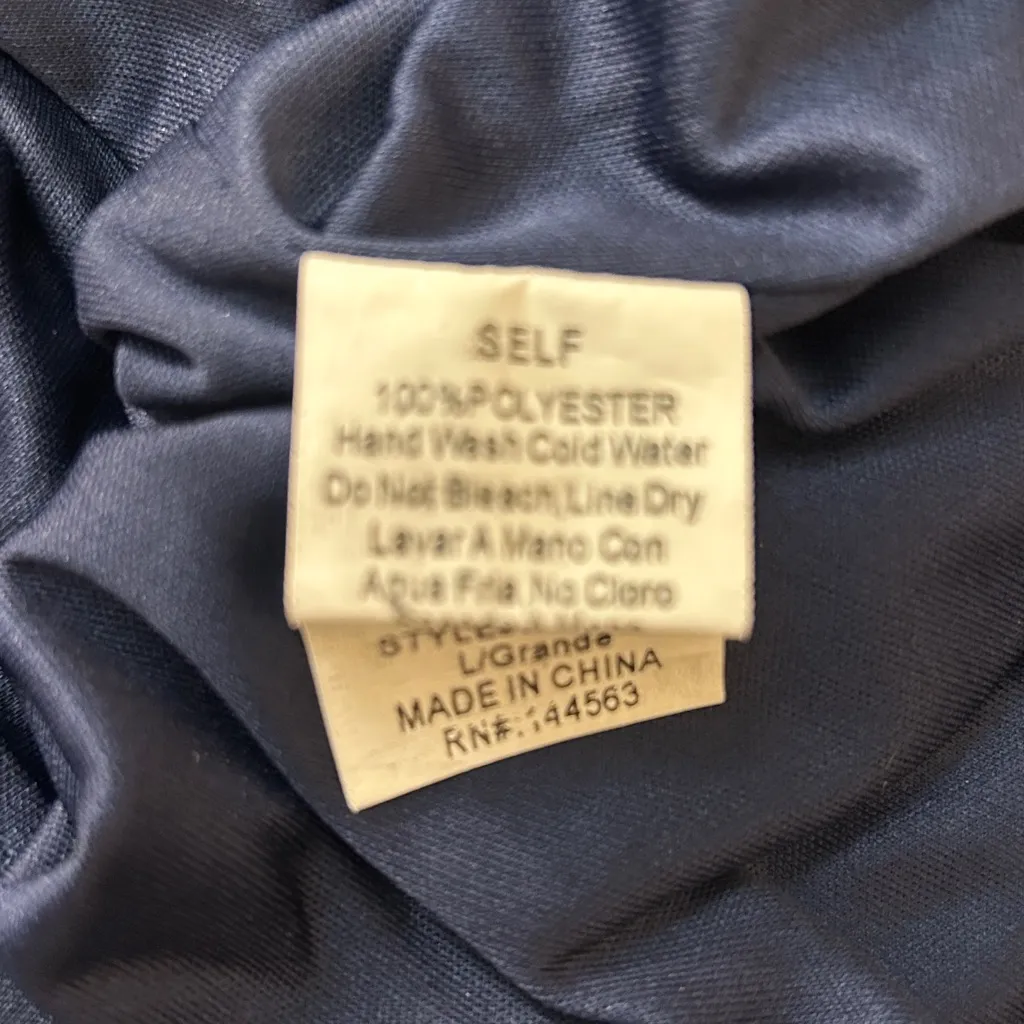 SELF
100%POLYESTER
Hand Wash Cold Water
Do Not Bleach,Line Dry
Lavar A Mano Con
Agua Fria No Cloro
L/Grande
MADE IN CHINA
RN#:144563